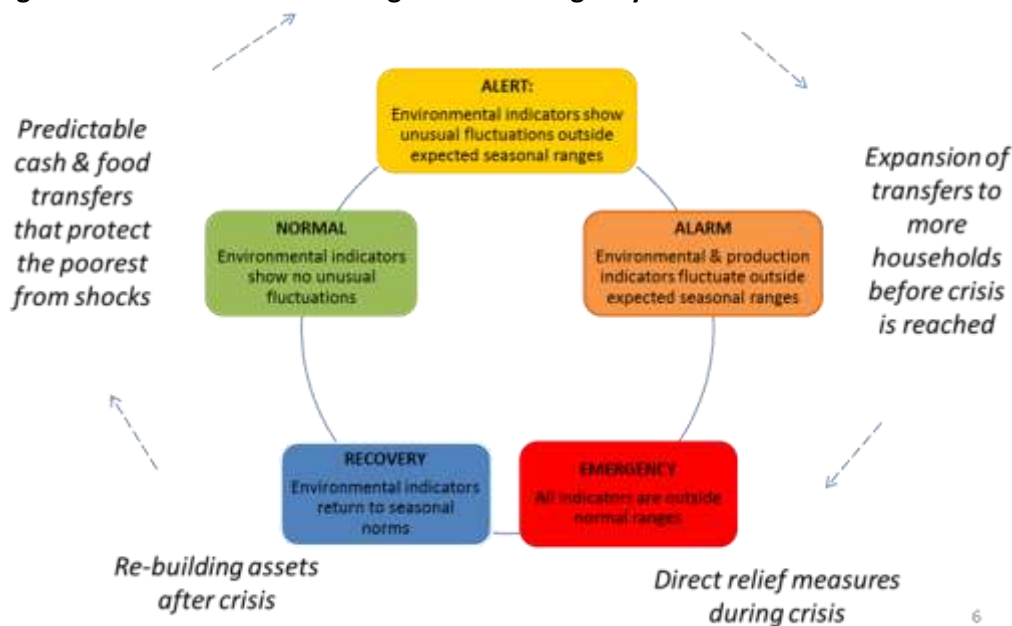 ALERT:
Environmental indicators show
unusual fluctuations outside
expected seasonal ranges
Predictable
cash & food
transfers
that protect
the poorest
from shocks
NORMAL
Environmental indicators
show no unusual
fluctuations
ALARM
Environmental & production
indicators fluctuate outside
expected seasonal ranges
Expansion of
transfers to
more
households
before crisis
is reached
RECOVERY
Environmental indicators
return to seasonal
norms
EMERGENCY
All indicators are outside
normal ranges
Re-building assets
after crisis
Direct relief measures
during crisis
6